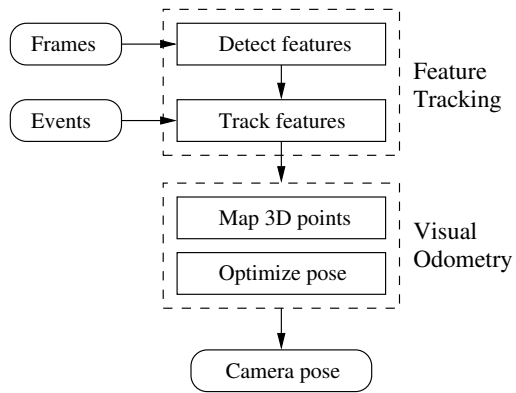 Frames
Detect features
Feature
Tracking
Events
Track features
Map 3D points
Visual
Odometry
Optimize pose
Camera pose